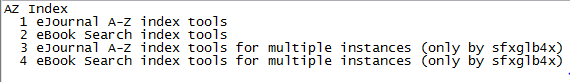 AZ Index
1 eJournal A-Z index tools
2 eBook Search index tools
3 eJournal A-Z index tools for multiple instances (only by sfxglb4x)
4 eBook Search index tools for multiple instances (only by sfxglb4x)